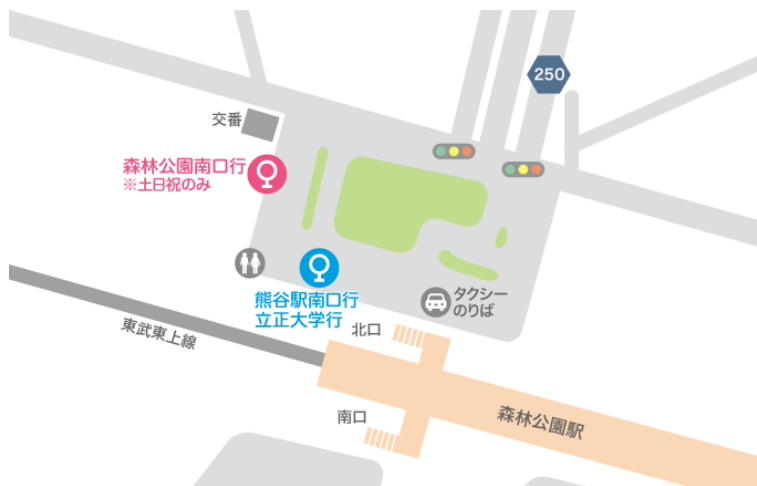 250
交番
森林公園南口行
※土日祝のみ
熊谷駅南口行
立正大学行
タクシー
のりば
北口
東武東上線
南口
森林公園駅